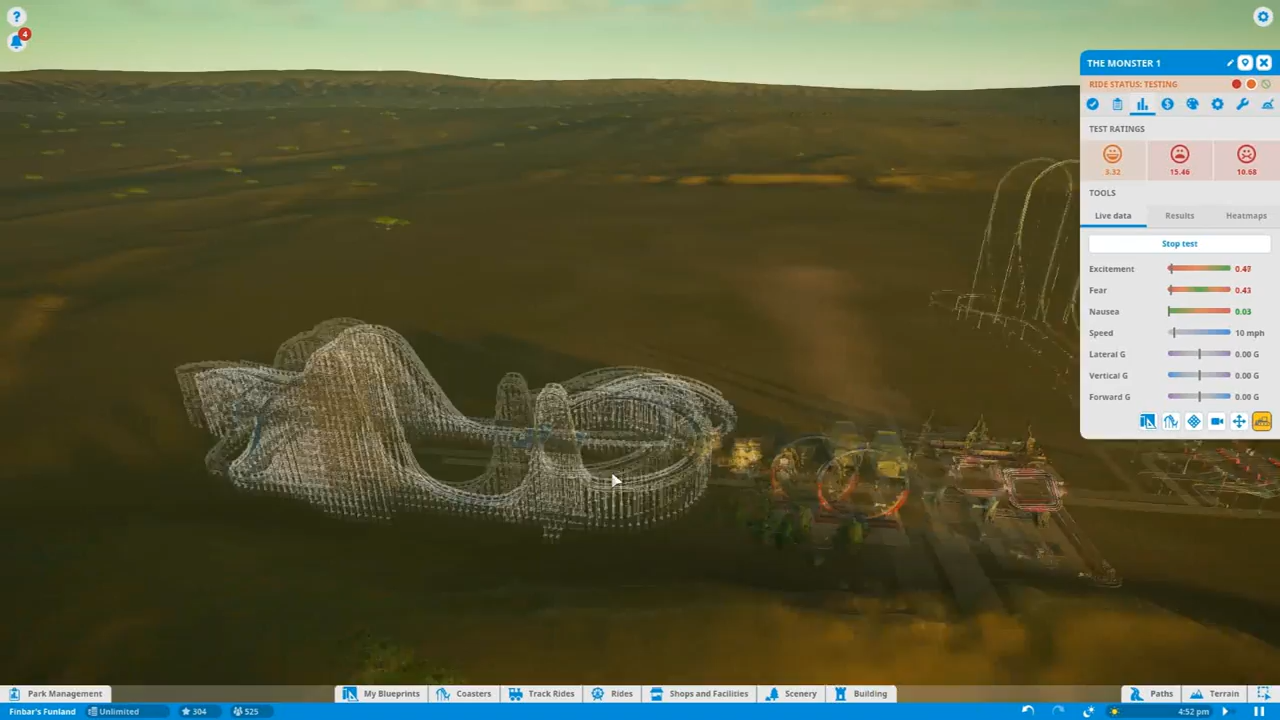 ?
4
THE MONSTER 1
RIDE STATUS: TESTING
TEST RATINGS
3.32 15.46 10.68
TOOLS
Live data Results Heatmaps
Stop test
Excitement 0.47
Fear 0.43
Nausea 0.03
Speed 10 mph
Lateral G 0.00 G
Vertical G 0.00 G
Forward G 0.00 G
Park Management My Blueprints Coasters Track Rides Rides Shops and Facilities Scenery Building Paths Terrain
Finbar's Funland Unlimited 304 525 4:52 pm